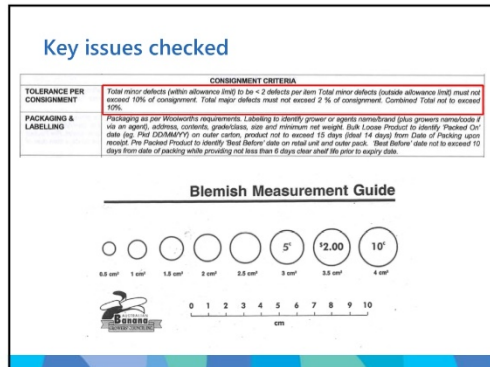 Key issues checked
CONSIGNMENT CRITERIA
TOLERANCE PER CONSIGNMENT
Total minor defects (within allowance limit) to be < 2 defects per item Total minor defects (outside allowance limit) must not
exceed 10% of consignment. Total major defects must not exceed 2 % of consignment. Combined Total not to exceed
10%.
PACKAGING & LABELLING
Packaging as per Woolworths requirements. Labelling to identify grower or agents name/brand (plus growers name/code if
via an agent), address, contents, grade/class, size and minimum net weight. Bulk Loose Product to identify 'Packed On'
date (eg. Pkd DD/MM/YY) on outer carton, product not to exceed 15 days (ideal 14 days) from Date of Packing upon
receipt. Pre Packed Product to identify 'Best Before' date on retail unit and outer pack. 'Best Before' date not to exceed 10
days from date of packing while providing not less than 6 days clear shelf life prior to expiry date.
Blemish Measurement Guide
5¢ $2.00 10¢
0.5 cm² 1 cm² 1.5 cm² 2 cm² 2.5 cm² 3 cm² 3.5 cm² 4 cm²
AUSTRALIAN
Banana
0 1 2 3 4 5 6 7 8 9 10
cm